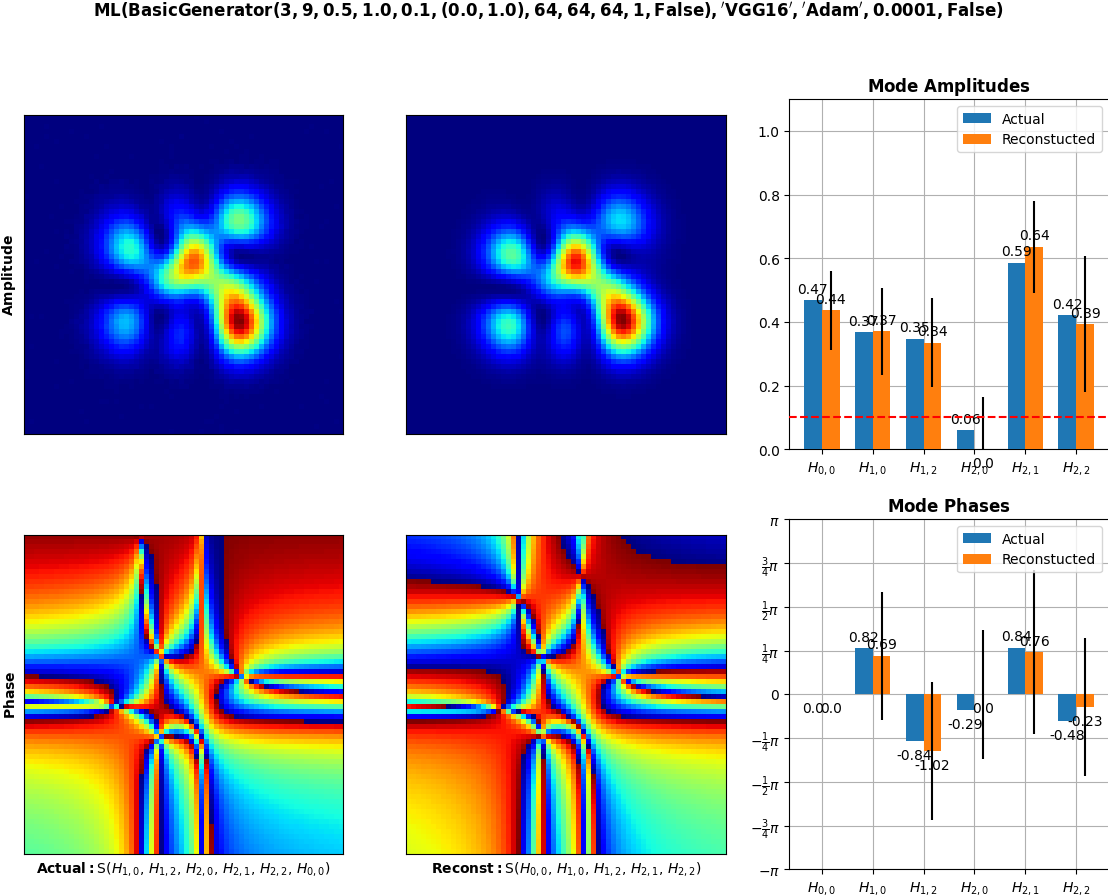 ML(BasicGenerator(3, 9, 0.5, 1.0, 0.1, (0.0, 1.0), 64, 64, 64, 1, False), ′VGG16′, ′Adam′, 0.0001, False)
Amplitude
Mode Amplitudes
Actual
Reconstucted
1.0
0.8
0.6
0.4
0.2
0.0
0.47
0.44
0.37
0.37
0.35
0.34
0.06
0.0
0.59
0.64
0.42
0.39
H0,0
H1,0
H1,2
H2,0
H2,1
H2,2
Phase
Mode Phases
Actual
Reconstucted
π
3/4π
1/2π
1/4π
0
−1/4π
−1/2π
−3/4π
−π
0.0
0.0
0.82
0.69
-0.84
-1.02
-0.29
0.0
0.84
0.76
-0.48
-0.23
H0,0
H1,0
H1,2
H2,0
H2,1
H2,2
Actual: S(H1,0, H1,2, H2,0, H2,1, H2,2, H0,0)
Reconst: S(H0,0, H1,0, H1,2, H2,1, H2,2)